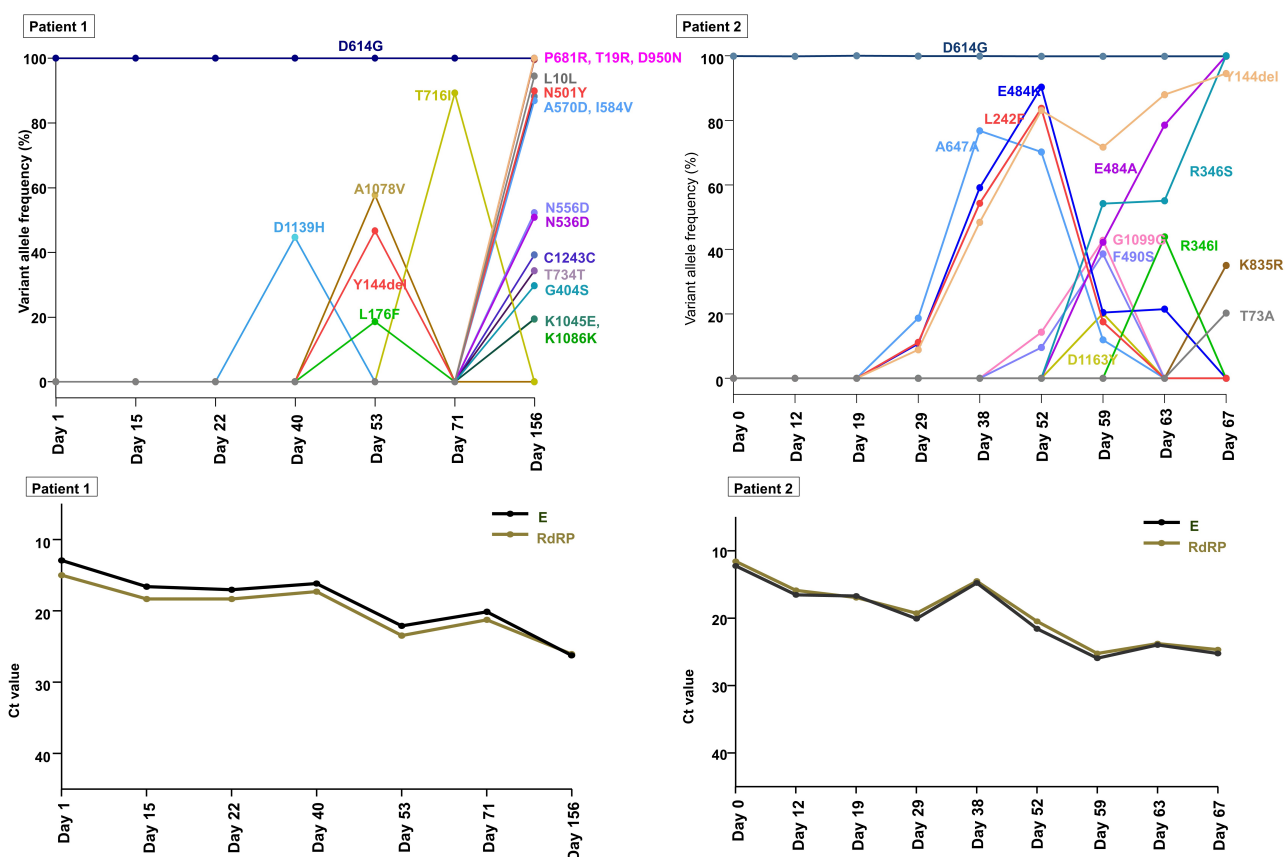 Patient 1
Variant allele frequency (%)
100
80
60
40
20
0
D614G
T716I
A1078V
D1139H
Y144del
L176F
P681R, T19R, D950N
L10L
N501Y
A570D, I584V
N556D
N536D
C1243C
T734T
G404S
K1045E,
K1086K
Day 1
Day 15
Day 22
Day 40
Day 53
Day 71
Day 156
Patient 2
Variant allele frequency (%)
100
80
60
40
20
0
D614G
Y144del
E484K
L242F
A647A
E484A
R346S
G1099G
F490S
R346I
K835R
T73A
D1163Y
Day 0
Day 12
Day 19
Day 29
Day 38
Day 52
Day 59
Day 63
Day 67
Patient 1
Ct value
10
20
30
40
E
RdRP
Day 1
Day 15
Day 22
Day 40
Day 53
Day 71
Day 156
Patient 2
Ct value
10
20
30
40
E
RdRP
Day 0
Day 12
Day 19
Day 29
Day 38
Day 52
Day 59
Day 63
Day 67